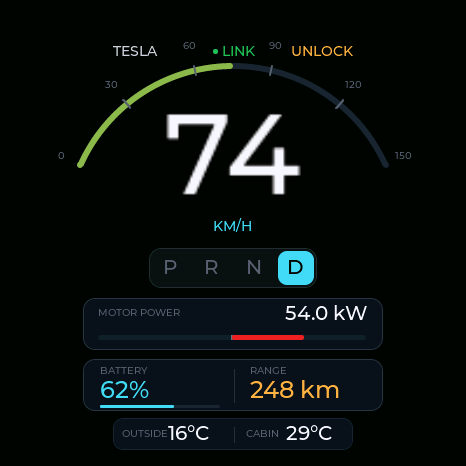 TESLA 60 LINK 90 UNLOCK
30 120
0 150
74
KM/H
P R N D
MOTOR POWER 54.0 kW
BATTERY RANGE
62% 248 km
OUTSIDE 16°C CABIN 29°C